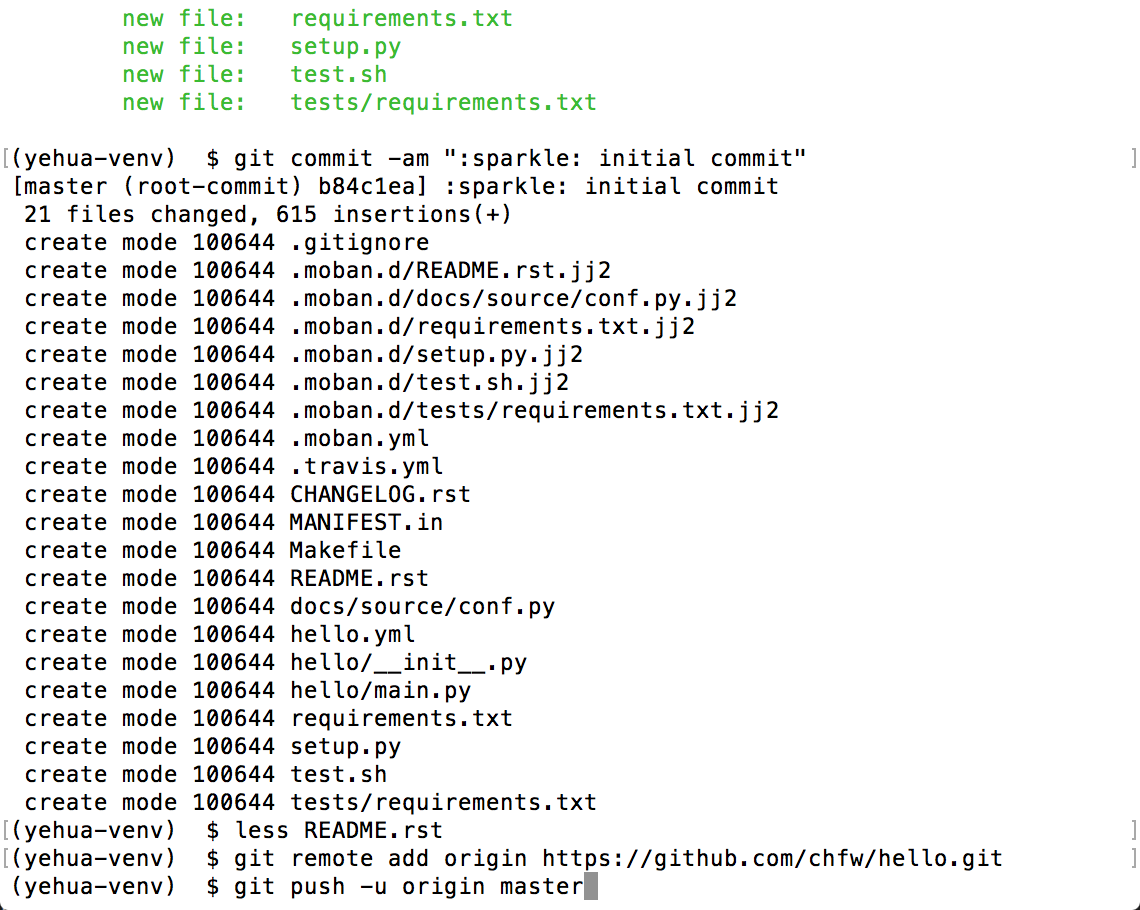 new file:   requirements.txt
new file:   setup.py
new file:   test.sh
new file:   tests/requirements.txt
[(yehua-venv)  $ git commit -am ":sparkle: initial commit" ]
[master (root-commit) b84c1ea] :sparkle: initial commit
21 files changed, 615 insertions(+)
create mode 100644 .gitignore
create mode 100644 .moban.d/README.rst.jj2
create mode 100644 .moban.d/docs/source/conf.py.jj2
create mode 100644 .moban.d/requirements.txt.jj2
create mode 100644 .moban.d/setup.py.jj2
create mode 100644 .moban.d/test.sh.jj2
create mode 100644 .moban.d/tests/requirements.txt.jj2
create mode 100644 .moban.yml
create mode 100644 .travis.yml
create mode 100644 CHANGELOG.rst
create mode 100644 MANIFEST.in
create mode 100644 Makefile
create mode 100644 README.rst
create mode 100644 docs/source/conf.py
create mode 100644 hello.yml
create mode 100644 hello/__init__.py
create mode 100644 hello/main.py
create mode 100644 requirements.txt
create mode 100644 setup.py
create mode 100644 test.sh
create mode 100644 tests/requirements.txt
[(yehua-venv)  $ less README.rst ]
[(yehua-venv)  $ git remote add origin https://github.com/chfw/hello.git ]
(yehua-venv)  $ git push -u origin master